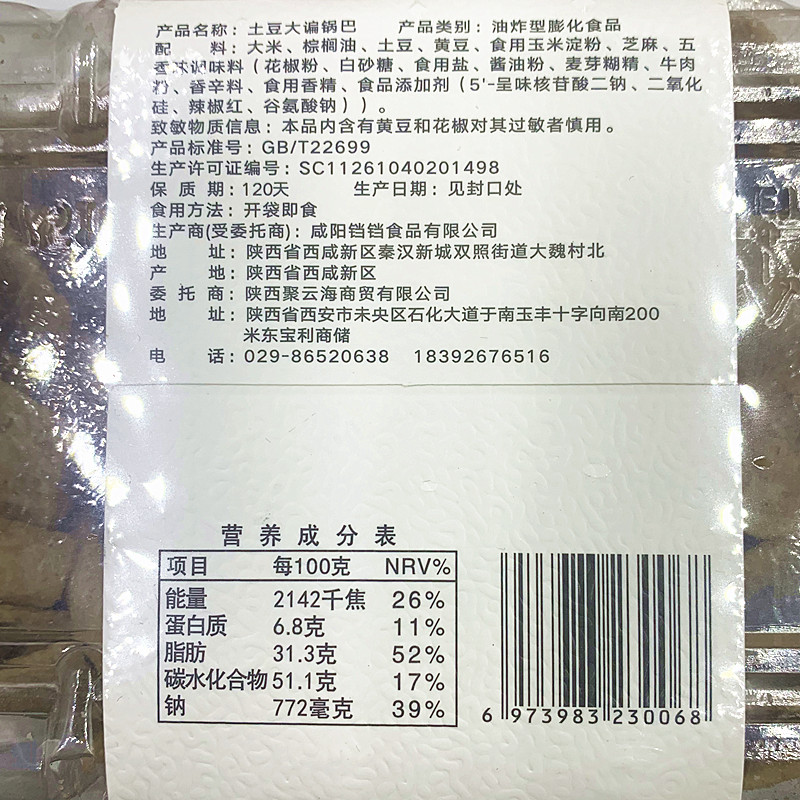 产品名称：土豆大谝锅巴 产品类别：油炸型膨化食品
配 料：大米、棕榈油、土豆、黄豆、食用玉米淀粉、芝麻、五
香味调味料（花椒粉、白砂糖、食用盐、酱油粉、麦芽糊精、牛肉
粉、香辛料、食用香精、食品添加剂（5'-呈味核苷酸二钠、二氧化
硅、辣椒红、谷氨酸钠））。
致敏物质信息：本品内含有黄豆和花椒对其过敏者慎用。
产品标准号：GB/T22699
生产许可证编号：SC11261040201498
保 质 期：120天 生产日期：见封口处
食用方法：开袋即食
生产商(受委托商)：咸阳铛铛食品有限公司
地 址：陕西省西咸新区秦汉新城双照街道大魏村北
产 地：陕西省西咸新区
委 托 商：陕西聚云海商贸有限公司
地 址：陕西省西安市未央区石化大道于南玉丰十字向南200
米东宝利商储
电 话：029-86520638 18392676516
营养成分表
项目 每100克 NRV%
能量 2142千焦 26%
蛋白质 6.8克 11%
脂肪 31.3克 52%
碳水化合物 51.1克 17%
钠 772毫克 39%
6 973983 230068